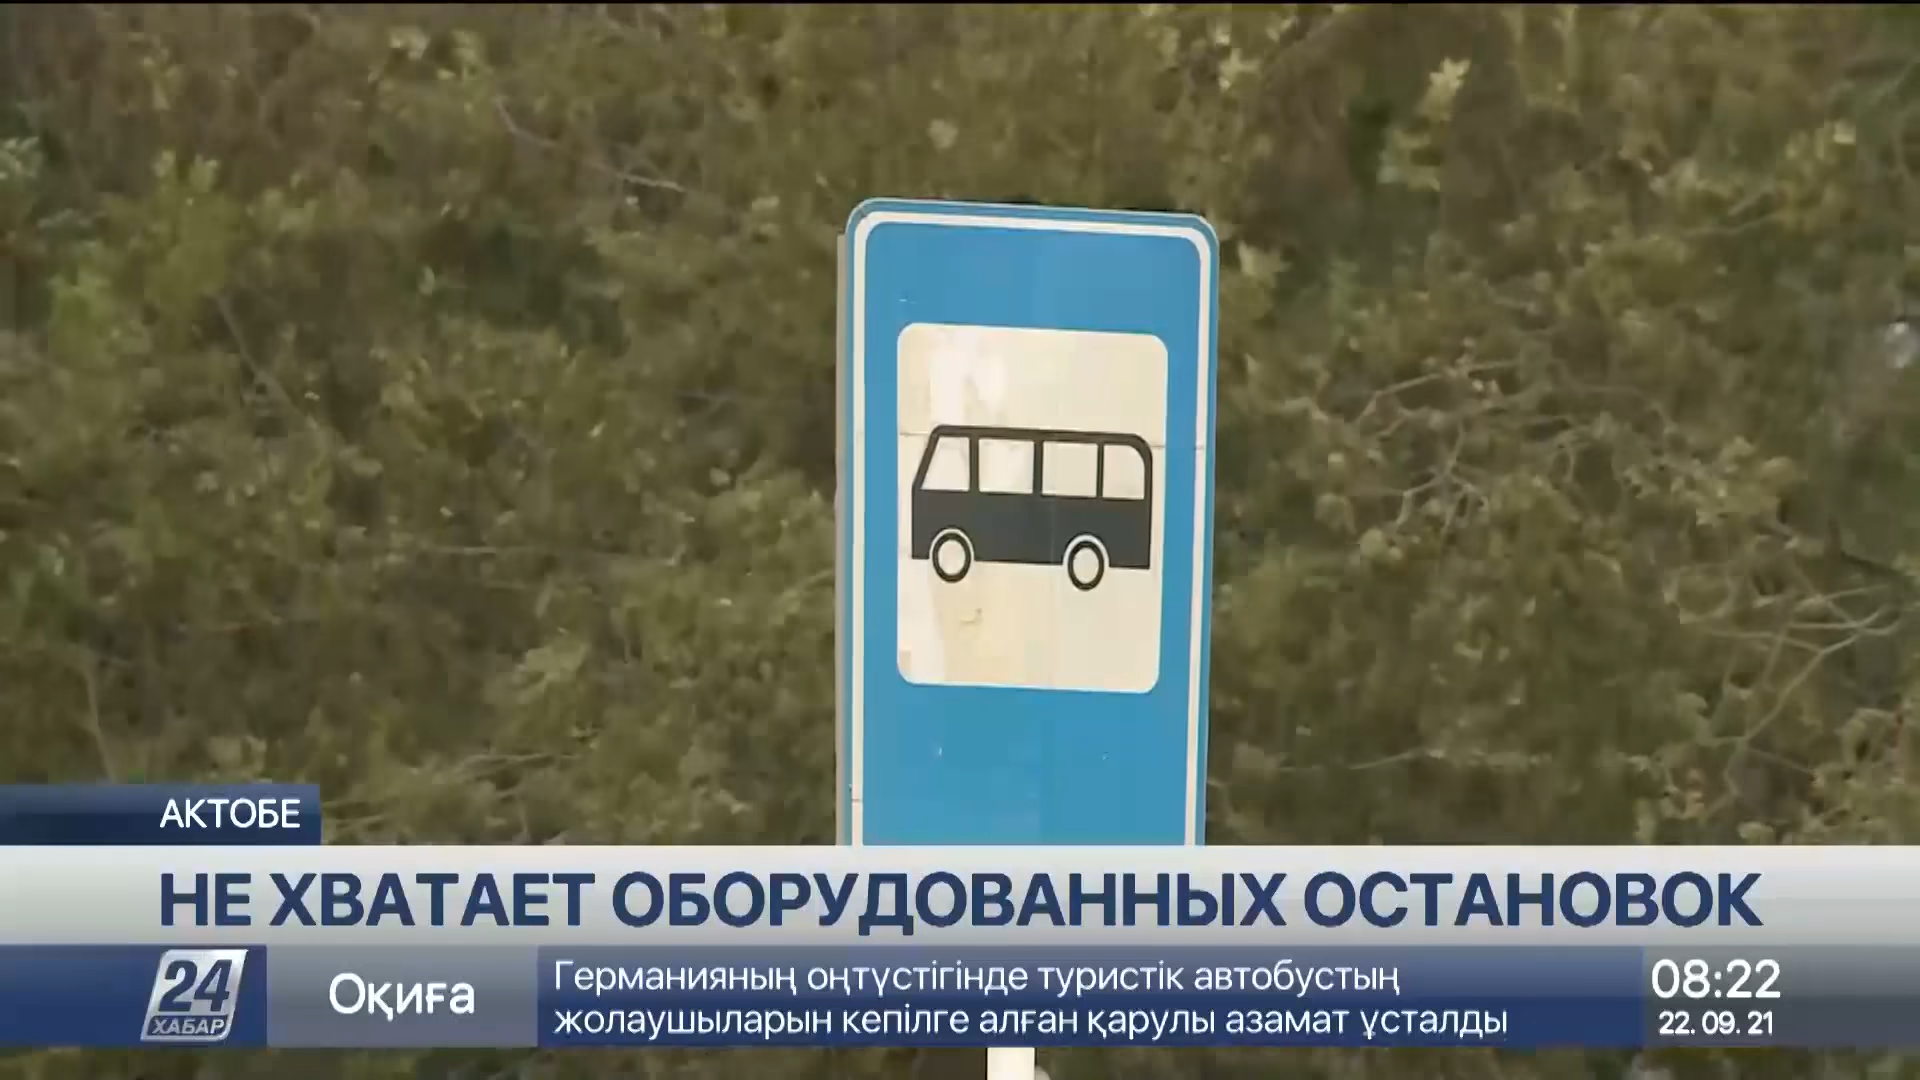 АКТОБЕ
НЕ ХВАТАЕТ ОБОРУДОВАННЫХ ОСТАНОВОК
24
ХАБАР
Оқиға
Германияның оңтүстігінде туристік автобустың
жолаушыларын кепілге алған қарулы азамат ұсталды
08:22
22. 09. 21